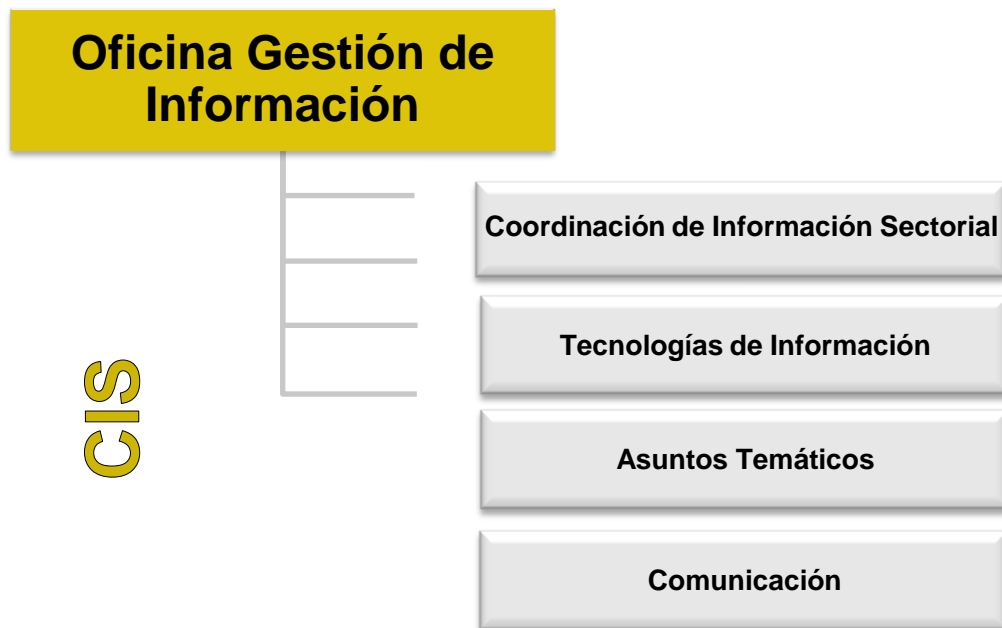 Oficina Gestión de
Información
Coordinación de Información Sectorial
Tecnologías de Información
CIS
Asuntos Temáticos
Comunicación